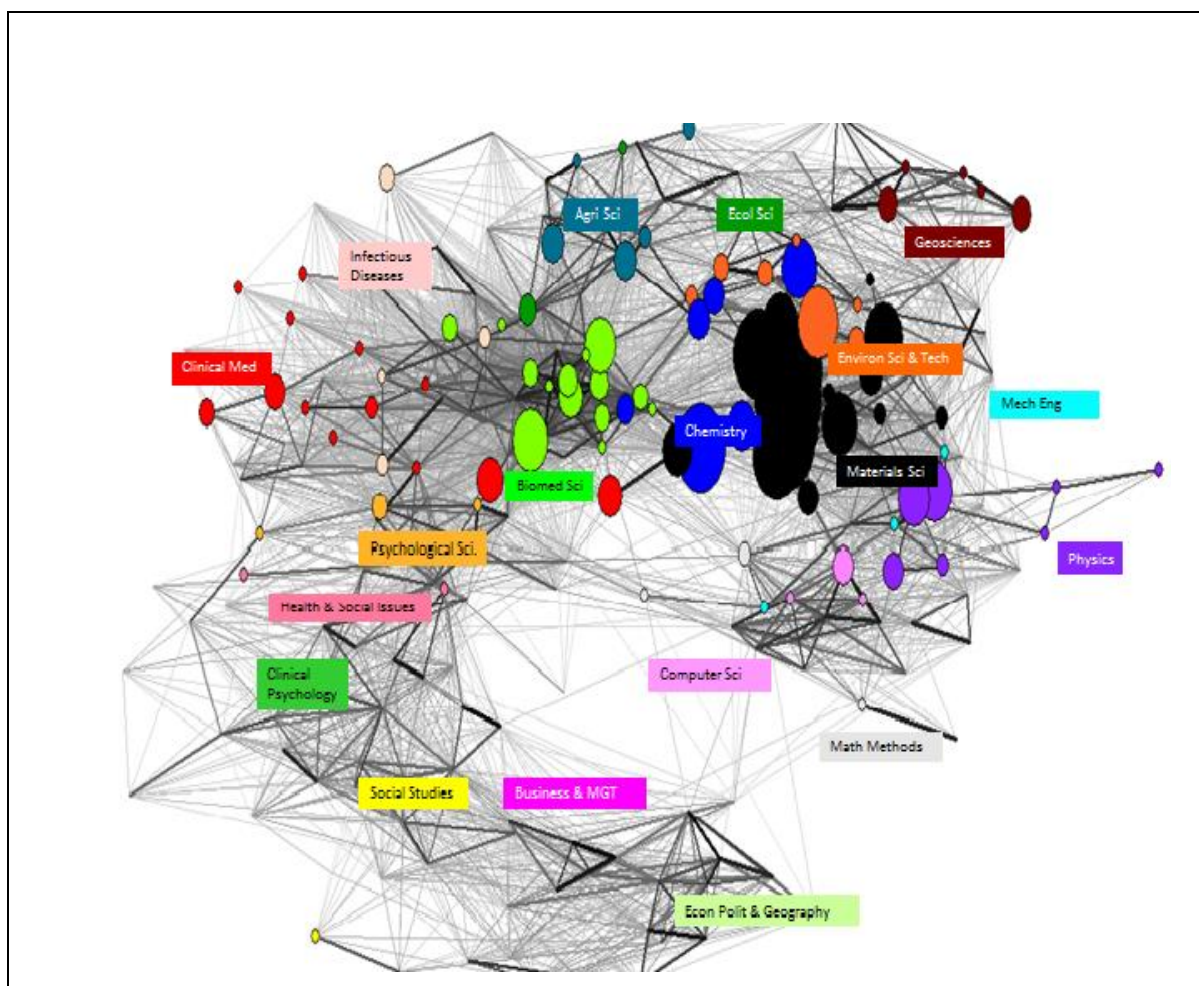 Agri Sci
Ecol Sci
Geosciences
Infectious
Diseases
Clinical Med
Environ Sci & Tech
Mech Eng
Chemistry
Materials Sci
Biomed Sci
Psychological Sci.
Physics
Health & Social Issues
Clinical
Psychology
Computer Sci
Math Methods
Social Studies
Business & MGT
Econ Polit & Geography